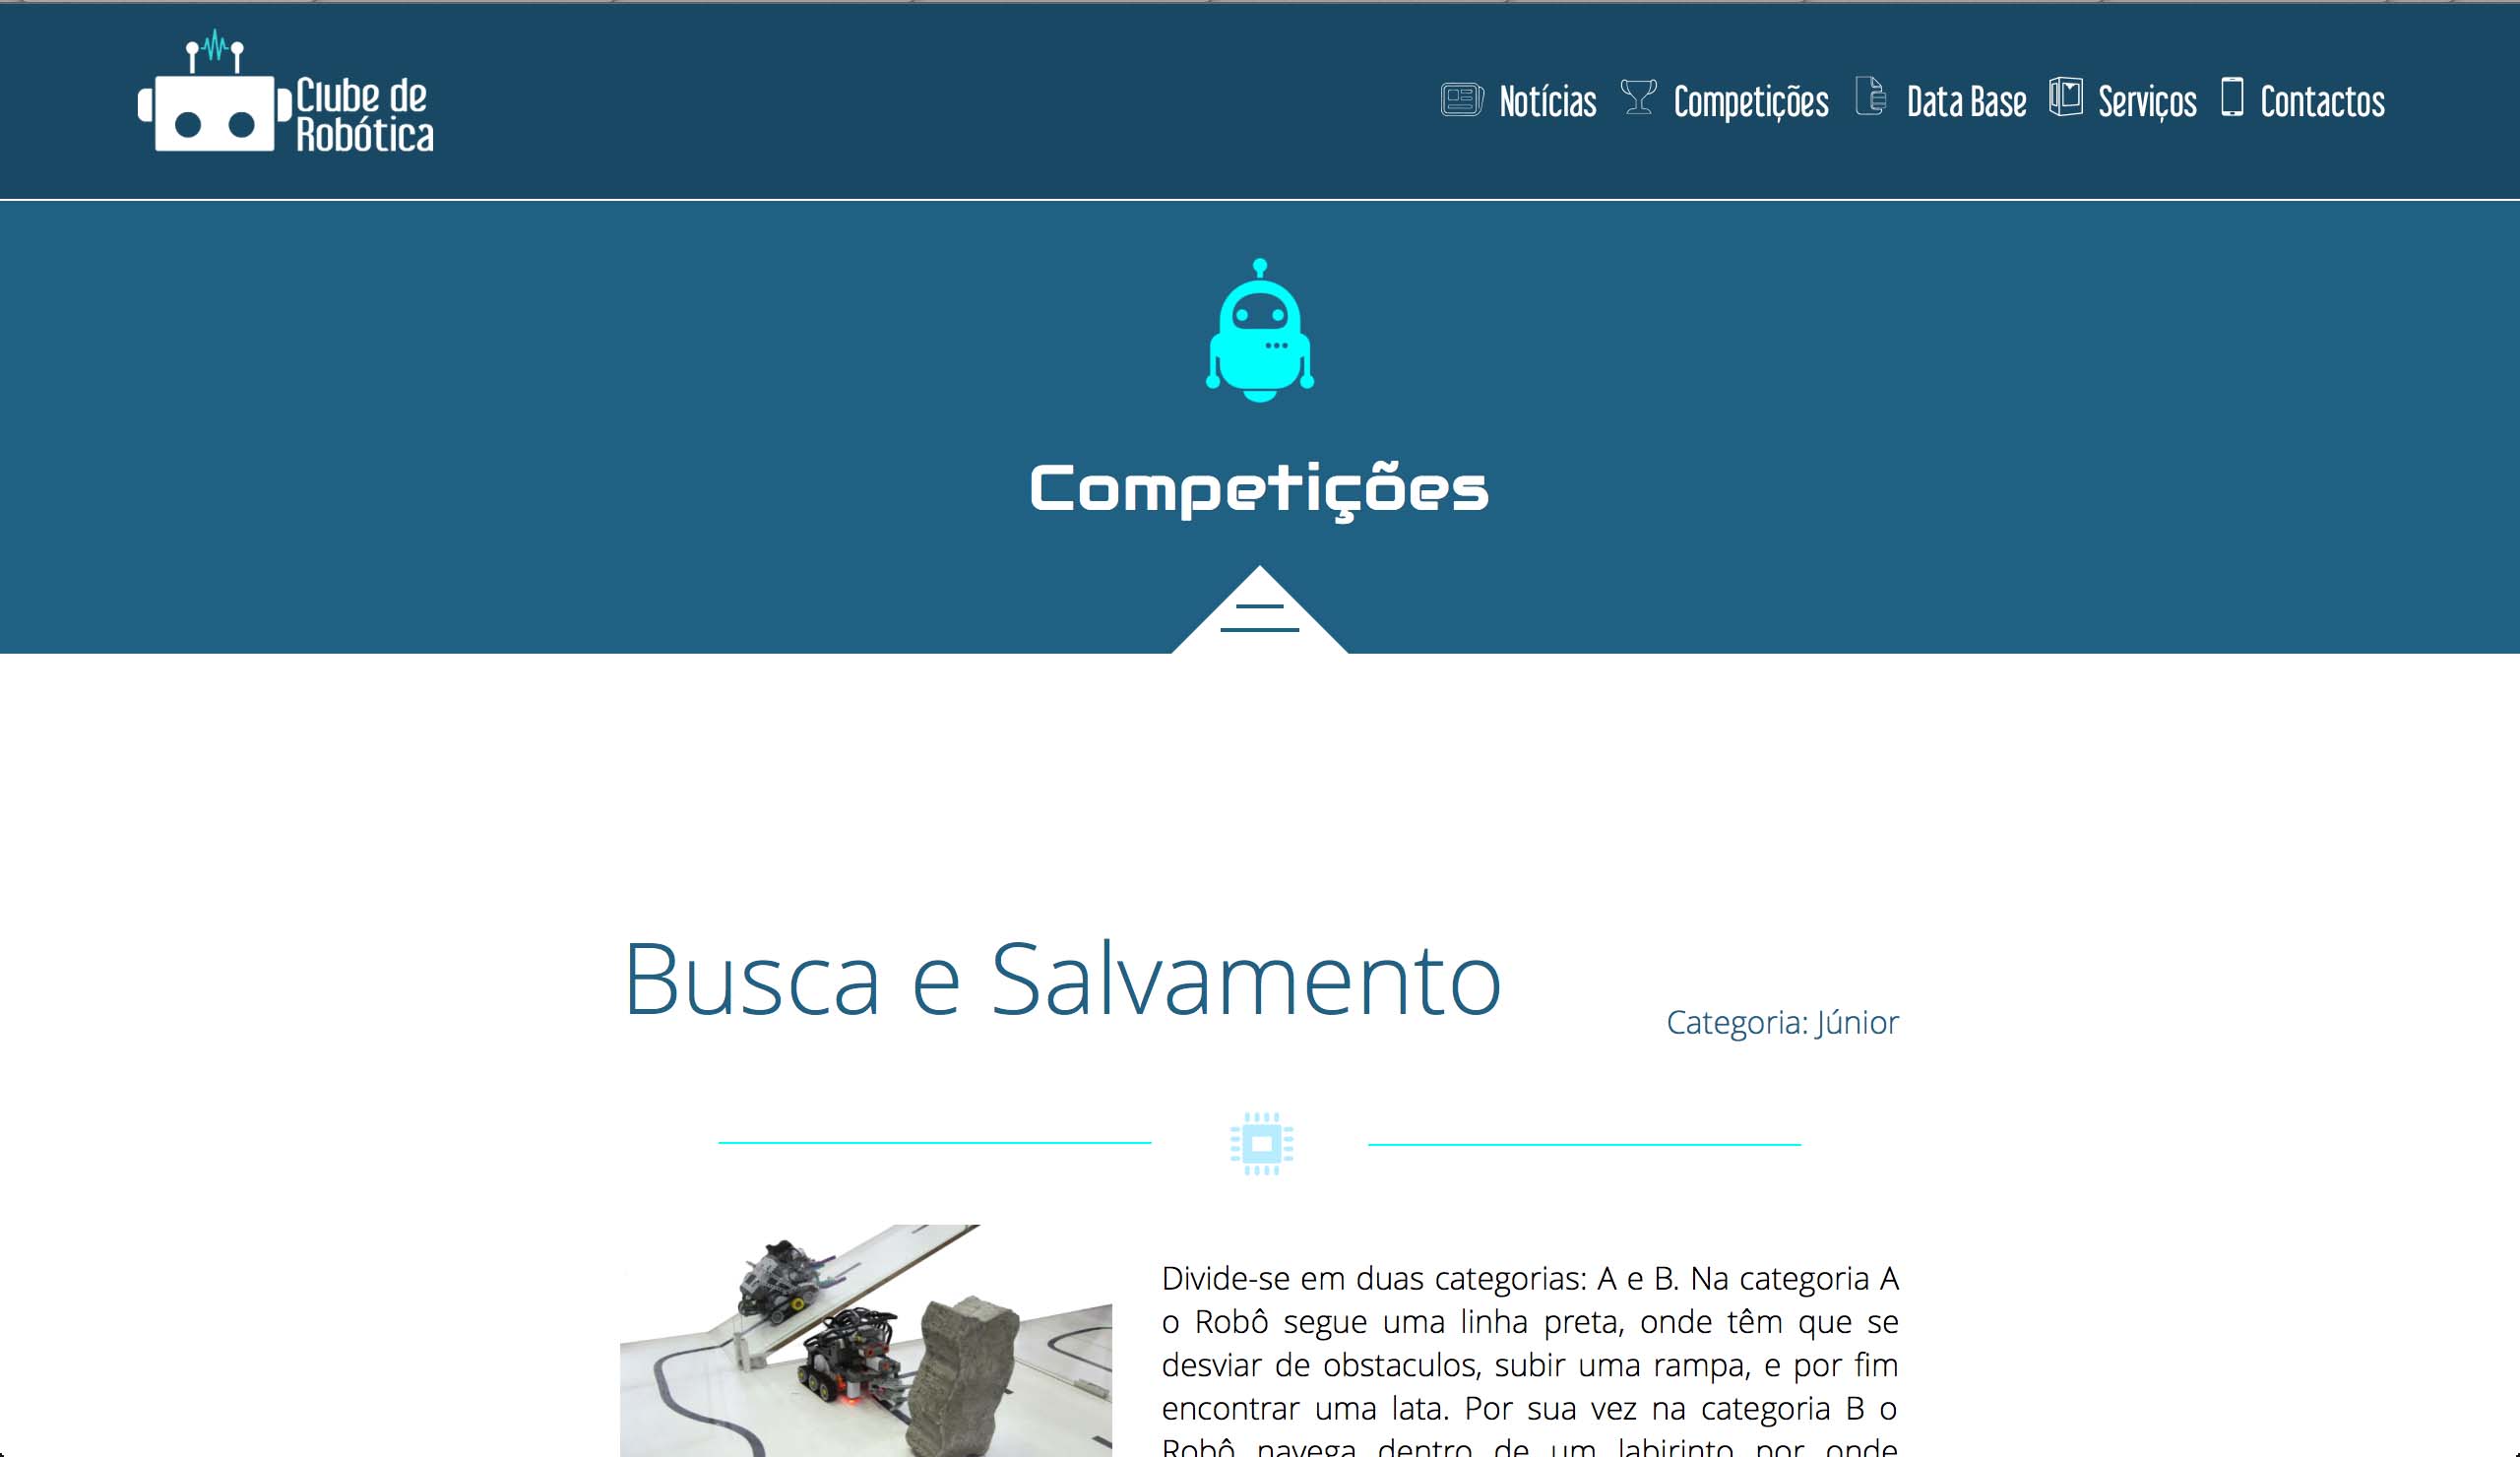 Clube de
Robótica
Notícias Competições Data Base Serviços Contactos
Competições
Busca e Salvamento
Categoria: Júnior
Divide-se em duas categorias: A e B. Na categoria A
o Robô segue uma linha preta, onde têm que se
desviar de obstaculos, subir uma rampa, e por fim
encontrar uma lata. Por sua vez na categoria B o
Robô navega dentro de um labirinto por onde